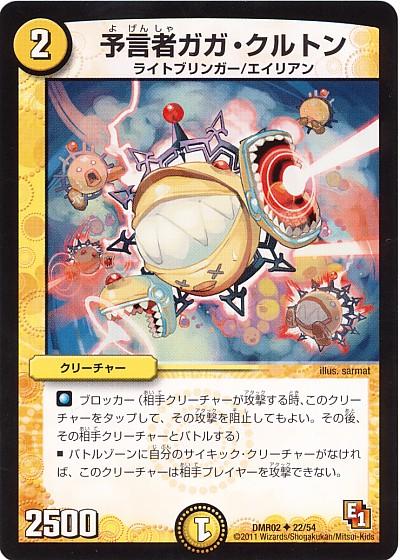 2
よげんしゃ
予言者ガガ・クルトン
ライトブリンガー/エイリアン
illus. sarmat
クリーチャー
ブロッカー(相手クリーチャーが攻撃する時、このクリ
ーチャーをタップして、その攻撃を阻止してもよい。その後、
その相手クリーチャーとバトルする)
■ バトルゾーンに自分のサイキック・クリーチャーがなけれ
ば、このクリーチャーは相手プレイヤーを攻撃できない。
2500
1
DMR02 ◆ 22/54
©2011 Wizards/Shogakukan/Mitsui-Kids
E1